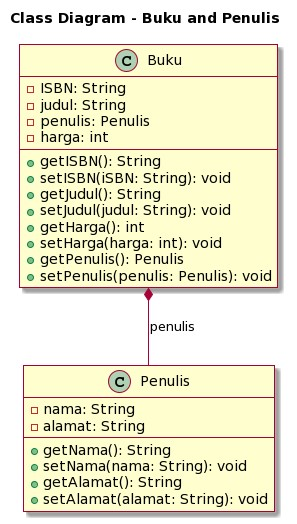 Class Diagram - Buku and Penulis
C Buku
ISBN: String
judul: String
penulis: Penulis
harga: int
getISBN(): String
setISBN(iSBN: String): void
getJudul(): String
setJudul(judul: String): void
getHarga(): int
setHarga(harga: int): void
getPenulis(): Penulis
setPenulis(penulis: Penulis): void
penulis
C Penulis
nama: String
alamat: String
getNama(): String
setNama(nama: String): void
getAlamat(): String
setAlamat(alamat: String): void